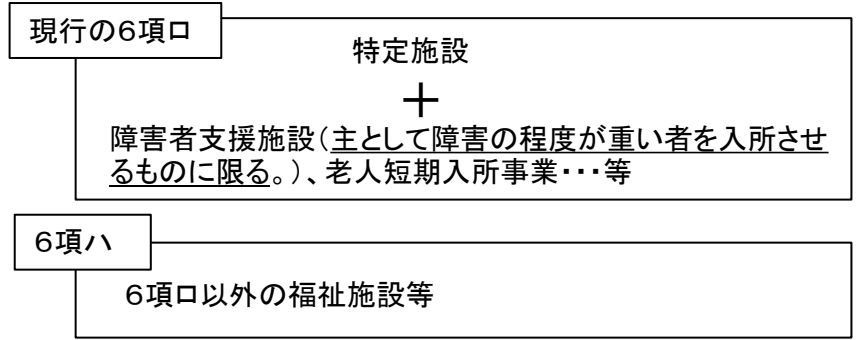 現行の6項ロ
特定施設
＋
障害者支援施設（主として障害の程度が重い者を入所させ
るものに限る。）、老人短期入所事業・・・等
６項ハ
６項ロ以外の福祉施設等